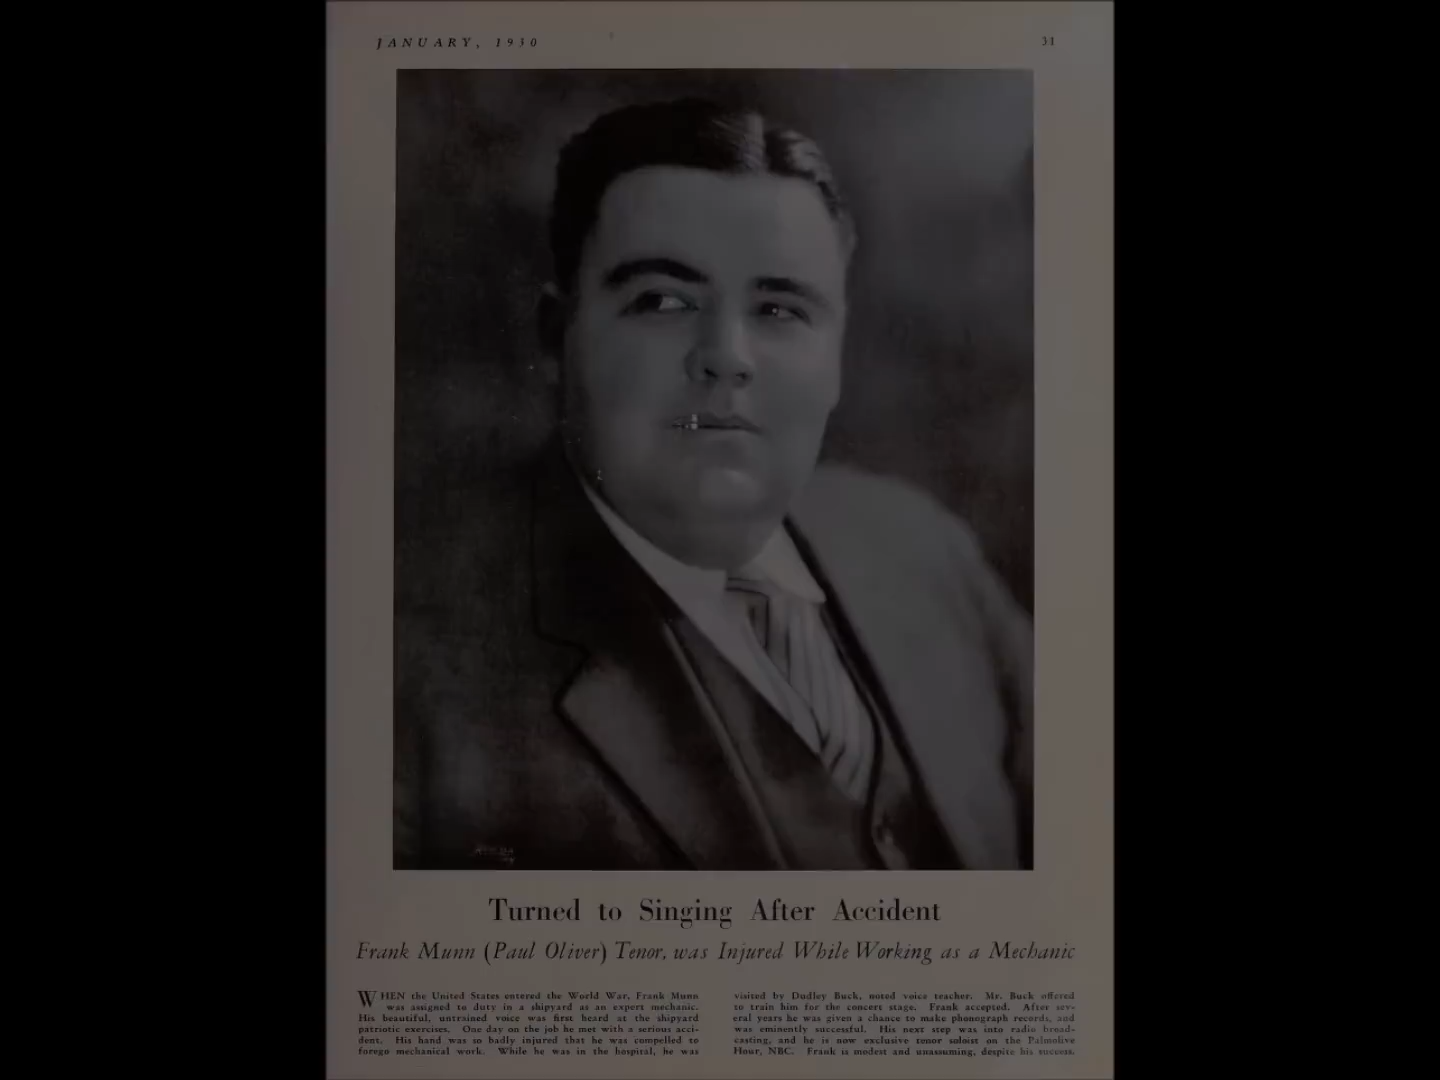 JANUARY, 1930
31
Turned to Singing After Accident
Frank Munn (Paul Oliver) Tenor, was Injured While Working as a Mechanic
WHEN the United States entered the World War, Frank Munn
was assigned to duty in a shipyard as an expert mechanic.
His beautiful, untrained voice was first heard at the shipyard
patriotic exercises. One day on the job he met with a serious acci-
dent. His hand was so badly injured that he was compelled to
forego mechanical work. While he was in the hospital, he was
visited by Dudley Buck, noted voice teacher. Mr. Buck offered
to train him for the concert stage. Frank accepted. After sev-
eral years he was given a chance to make phonograph records, and
was eminently successful. His next step was into radio broad-
casting, and he is now exclusive tenor soloist on the Palmolive
Hour, NBC. Frank is modest and unassuming, despite his success.